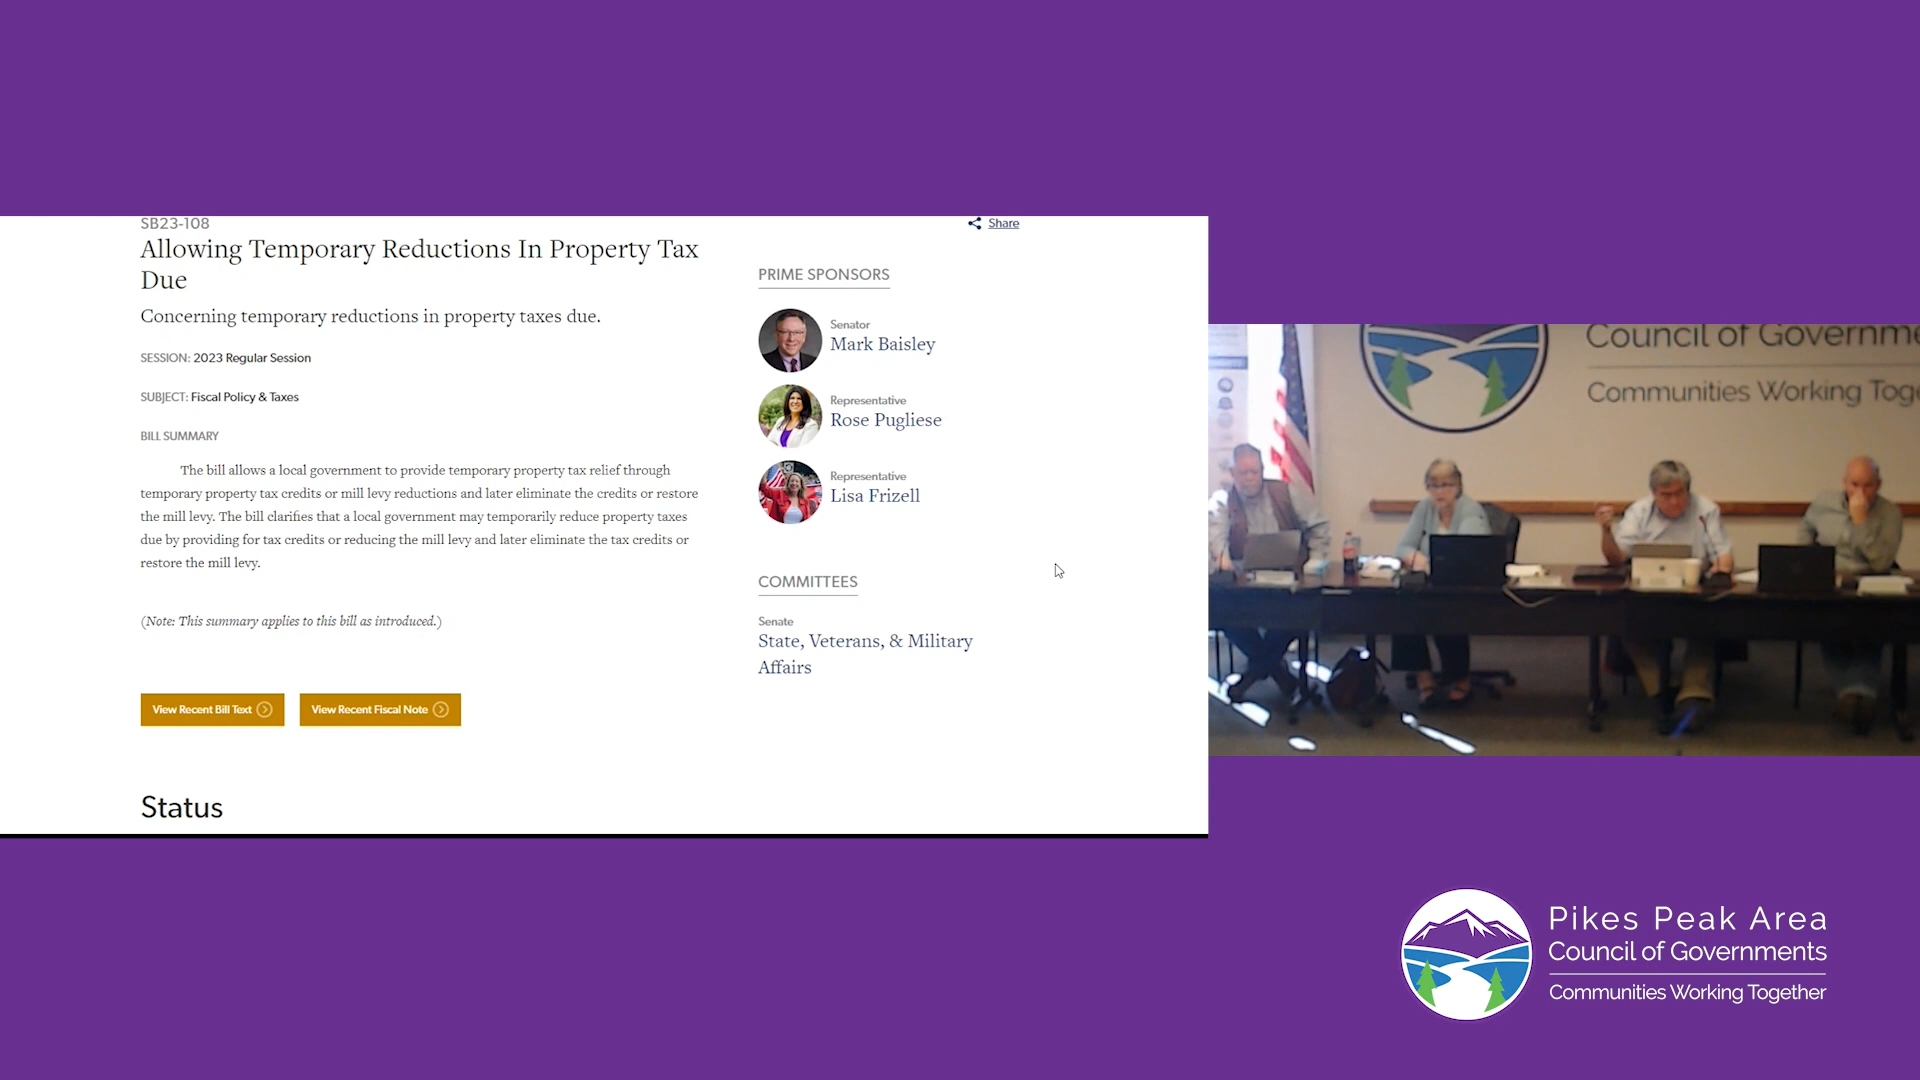 SB23-108
Share
Allowing Temporary Reductions In Property Tax
Due
Concerning temporary reductions in property taxes due.
SESSION: 2023 Regular Session
SUBJECT: Fiscal Policy & Taxes
BILL SUMMARY
The bill allows a local government to provide temporary property tax relief through
temporary property tax credits or mill levy reductions and later eliminate the credits or restore
the mill levy. The bill clarifies that a local government may temporarily reduce property taxes
due by providing for tax credits or reducing the mill levy and later eliminate the tax credits or
restore the mill levy.
(Note: This summary applies to this bill as introduced.)
View Recent Bill Text
View Recent Fiscal Note
Status
PRIME SPONSORS
Senator
Mark Baisley
Representative
Rose Pugliese
Representative
Lisa Frizell
COMMITTEES
Senate
State, Veterans, & Military
Affairs
Council of Governme
Communities Working Toge
Pikes Peak Area
Council of Governments
Communities Working Together